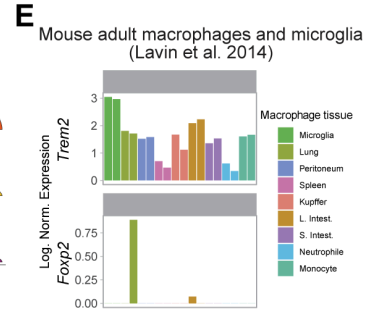 E
Mouse adult macrophages and microglia
(Lavin et al. 2014)
Log. Norm. Expression
Trem2
3
2
1
0
Foxp2
0.75
0.50
0.25
0.00
Macrophage tissue
Microglia
Lung
Peritoneum
Spleen
Kupffer
L. Intest.
S. Intest.
Neutrophile
Monocyte